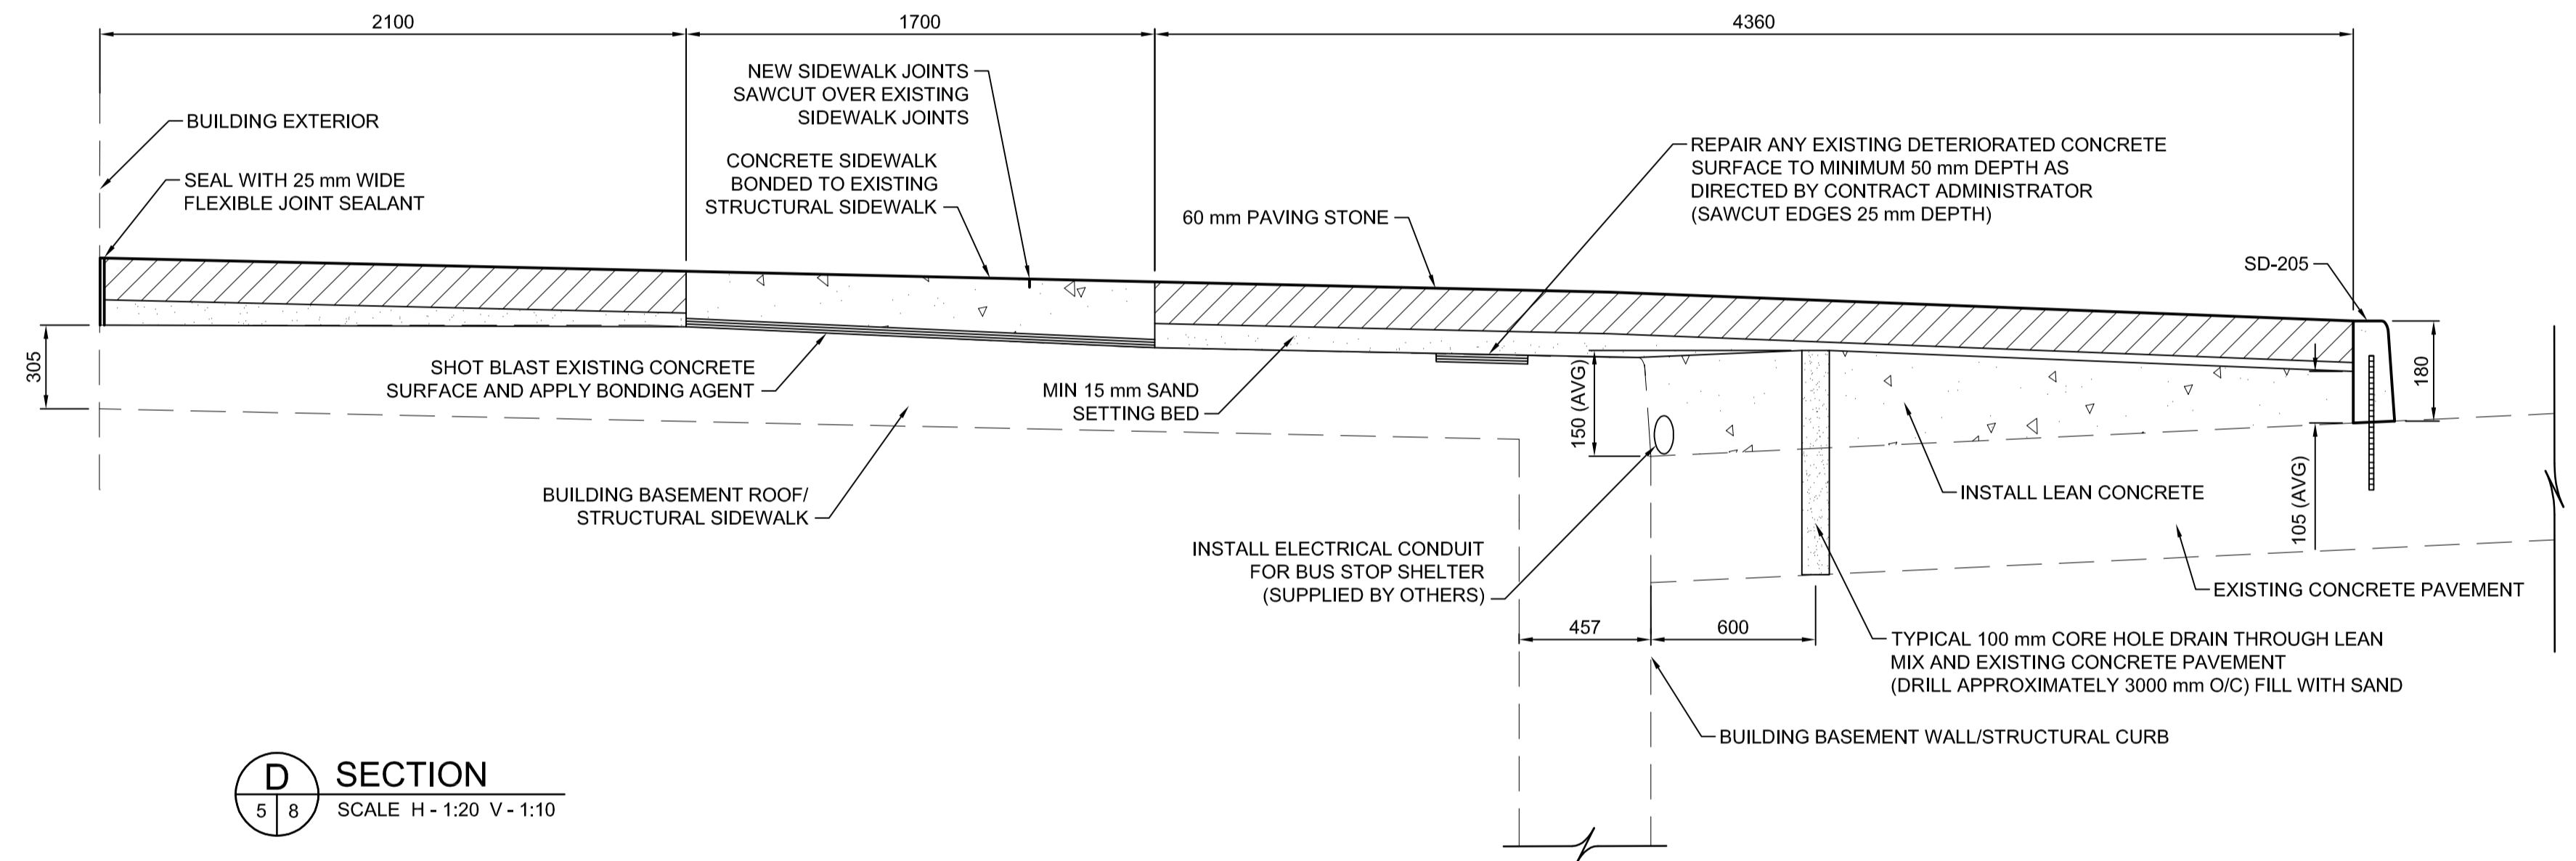 2100
1700
4360
NEW SIDEWALK JOINTS
SAWCUT OVER EXISTING
SIDEWALK JOINTS
BUILDING EXTERIOR
SEAL WITH 25 mm WIDE
FLEXIBLE JOINT SEALANT
CONCRETE SIDEWALK
BONDED TO EXISTING
STRUCTURAL SIDEWALK
60 mm PAVING STONE
REPAIR ANY EXISTING DETERIORATED CONCRETE
SURFACE TO MINIMUM 50 mm DEPTH AS
DIRECTED BY CONTRACT ADMINISTRATOR
(SAWCUT EDGES 25 mm DEPTH)
SD-205
305
SHOT BLAST EXISTING CONCRETE
SURFACE AND APPLY BONDING AGENT
MIN 15 mm SAND
SETTING BED
150 (AVG)
180
105 (AVG)
BUILDING BASEMENT ROOF/
STRUCTURAL SIDEWALK
INSTALL LEAN CONCRETE
INSTALL ELECTRICAL CONDUIT
FOR BUS STOP SHELTER
(SUPPLIED BY OTHERS)
EXISTING CONCRETE PAVEMENT
457
600
TYPICAL 100 mm CORE HOLE DRAIN THROUGH LEAN
MIX AND EXISTING CONCRETE PAVEMENT
(DRILL APPROXIMATELY 3000 mm O/C) FILL WITH SAND
BUILDING BASEMENT WALL/STRUCTURAL CURB
D
5 8
SECTION
SCALE H - 1:20 V - 1:10